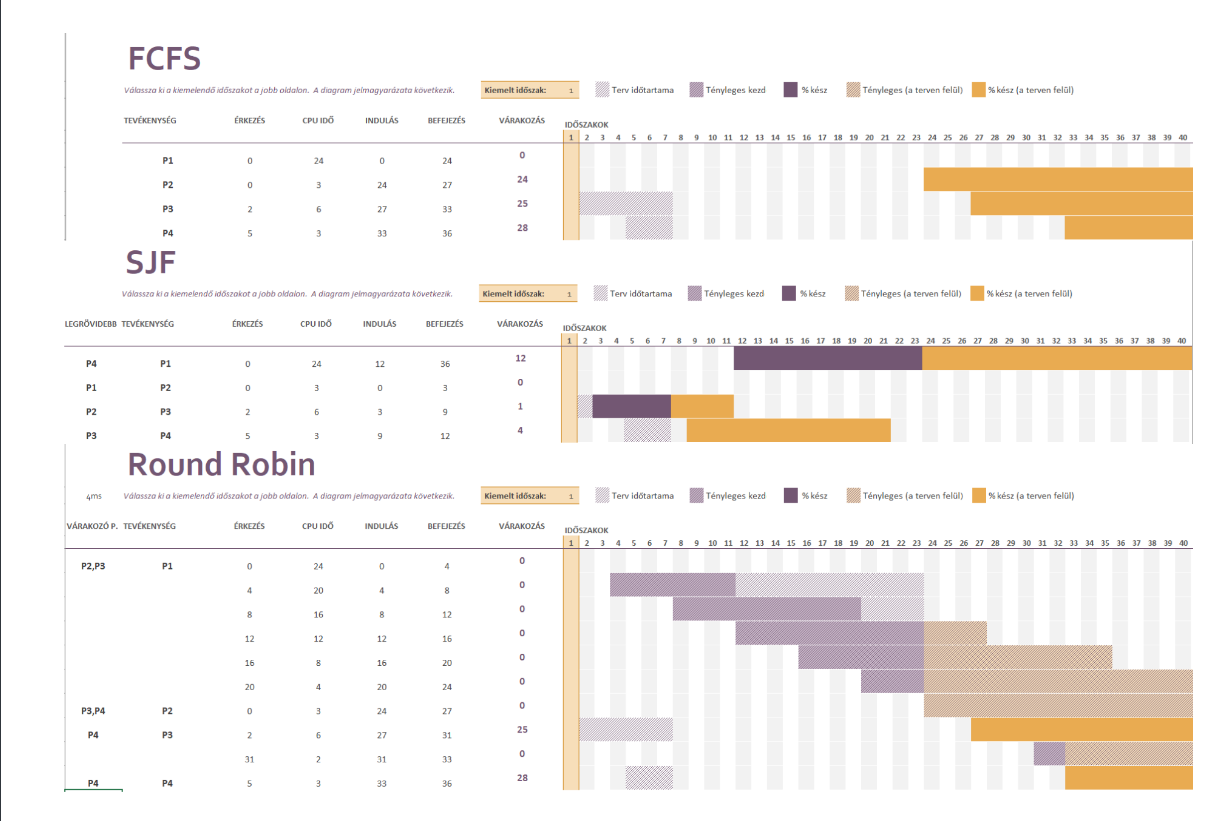 FCFS
Válassza ki a kiemelendő időszakot a jobb oldalon. A diagram jelmagyarázata következik. Kiemelt időszak: 1 Terv időtartama Tényleges kezd % kész Tényleges (a terven felül) % kész (a terven felül)
TEVÉKENYSÉG ÉRKEZÉS CPU IDŐ INDULÁS BEFEJEZÉS VÁRAKOZÁS IDŐSZAKOK
1 2 3 4 5 6 7 8 9 10 11 12 13 14 15 16 17 18 19 20 21 22 23 24 25 26 27 28 29 30 31 32 33 34 35 36 37 38 39 40
P1 0 24 0 24 0
P2 0 3 24 27 24
P3 2 6 27 33 25
P4 5 3 33 36 28
SJF
Válassza ki a kiemelendő időszakot a jobb oldalon. A diagram jelmagyarázata következik. Kiemelt időszak: 1 Terv időtartama Tényleges kezd % kész Tényleges (a terven felül) % kész (a terven felül)
LEGRÖVIDEBB TEVÉKENYSÉG ÉRKEZÉS CPU IDŐ INDULÁS BEFEJEZÉS VÁRAKOZÁS IDŐSZAKOK
1 2 3 4 5 6 7 8 9 10 11 12 13 14 15 16 17 18 19 20 21 22 23 24 25 26 27 28 29 30 31 32 33 34 35 36 37 38 39 40
P4 P1 0 24 12 36 12
P1 P2 0 3 0 3 0
P2 P3 2 6 3 9 1
P3 P4 5 3 9 12 4
Round Robin
4ms Válassza ki a kiemelendő időszakot a jobb oldalon. A diagram jelmagyarázata következik. Kiemelt időszak: 1 Terv időtartama Tényleges kezd % kész Tényleges (a terven felül) % kész (a terven felül)
VÁRAKOZÓ P. TEVÉKENYSÉG ÉRKEZÉS CPU IDŐ INDULÁS BEFEJEZÉS VÁRAKOZÁS IDŐSZAKOK
1 2 3 4 5 6 7 8 9 10 11 12 13 14 15 16 17 18 19 20 21 22 23 24 25 26 27 28 29 30 31 32 33 34 35 36 37 38 39 40
P2,P3 P1 0 24 0 4 0
4 20 4 8 0
8 16 8 12 0
12 12 12 16 0
16 8 16 20 0
20 4 20 24 0
P3,P4 P2 0 3 24 27 0
P4 P3 2 6 27 31 25
31 2 31 33 0
P4 P4 5 3 33 36 28